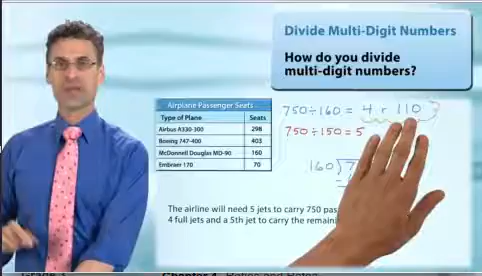 Divide Multi-Digit Numbers
How do you divide
multi-digit numbers?
Airplane Passenger Seats
Type of Plane Seats
Airbus A330-300 298
Boeing 747-400 403
McDonnell Douglas MD-90 160
Embraer 170 70
750÷160 = 4 r 110
750÷150 = 5
160 7
The airline will need 5 jets to carry 750
4 full jets and a 5th jet to carry the